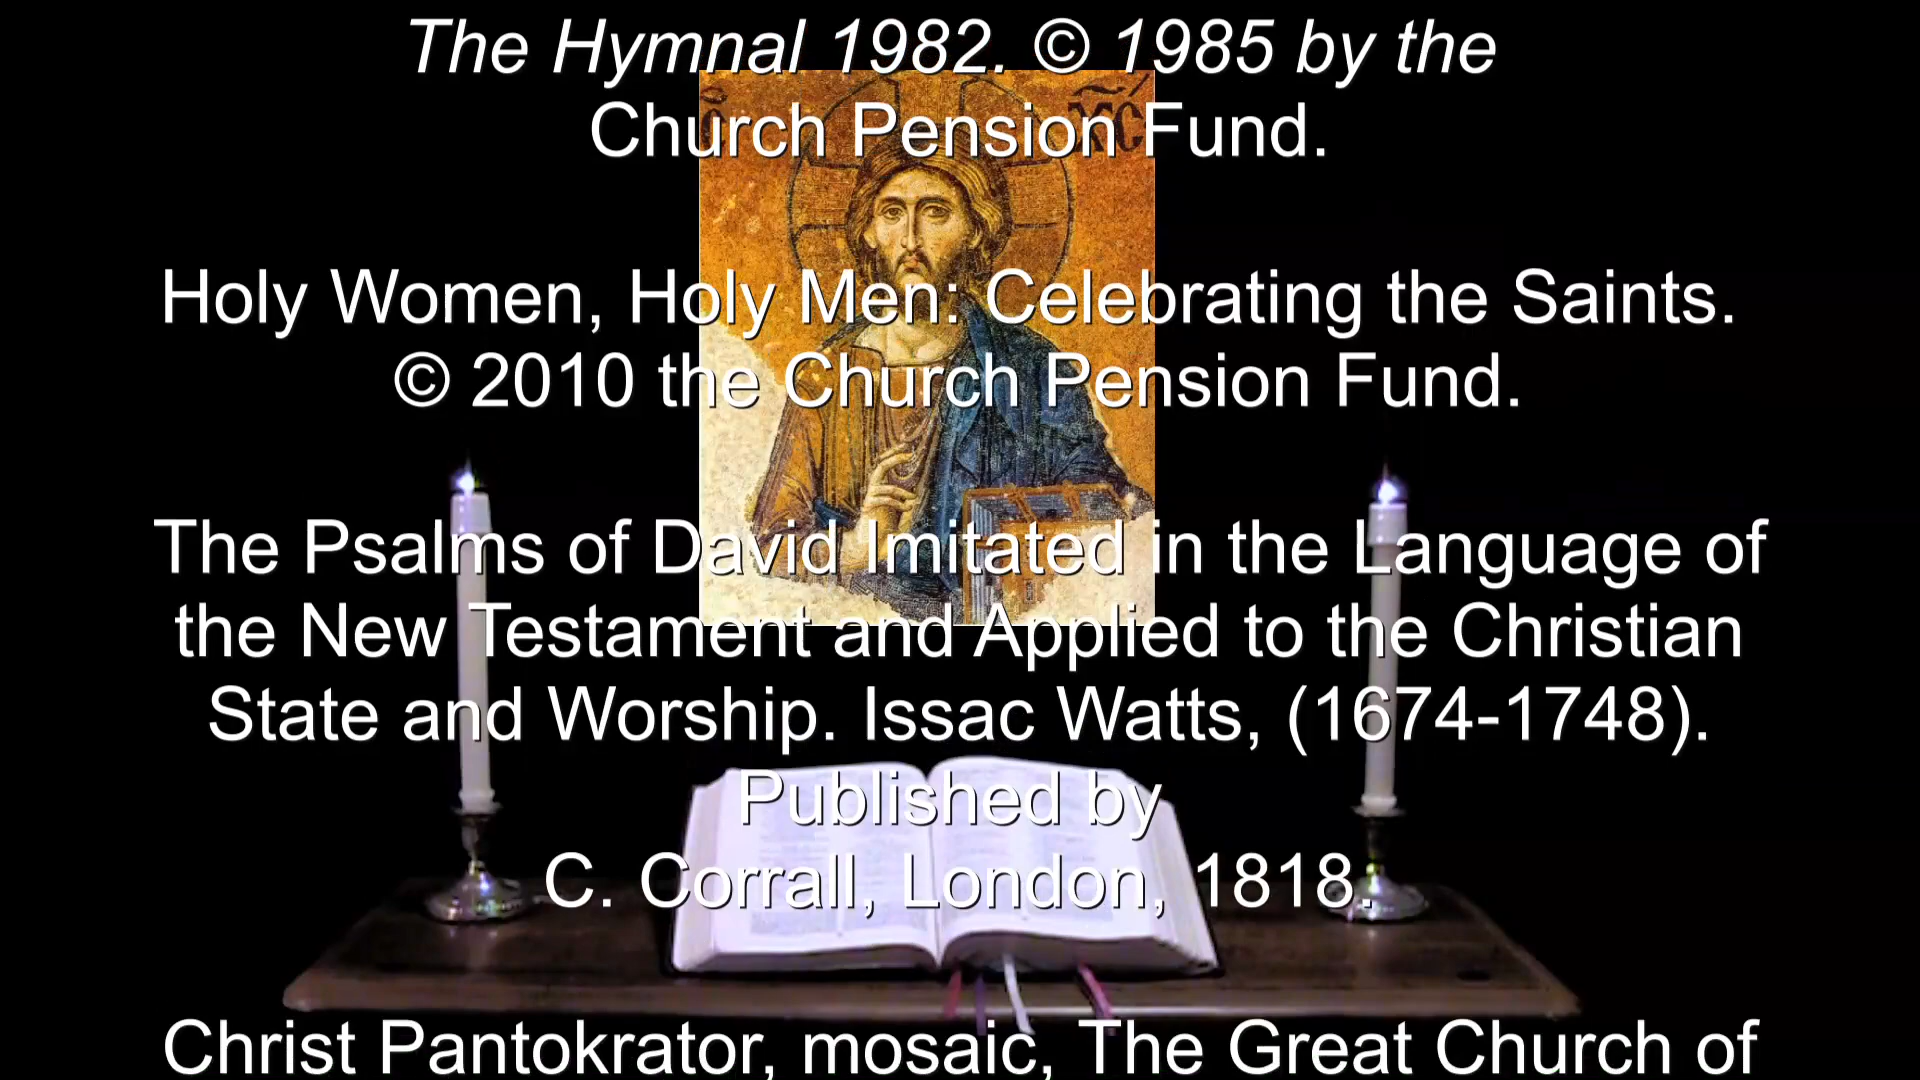 The Hymnal 1982. © 1985 by the
Church Pension Fund.
Holy Women, Holy Men: Celebrating the Saints.
© 2010 the Church Pension Fund.
The Psalms of David Imitated in the Language of
the New Testament and Applied to the Christian
State and Worship. Issac Watts, (1674-1748).
Published by
C. Corrall, London, 1818.
Christ Pantokrator, mosaic, The Great Church of